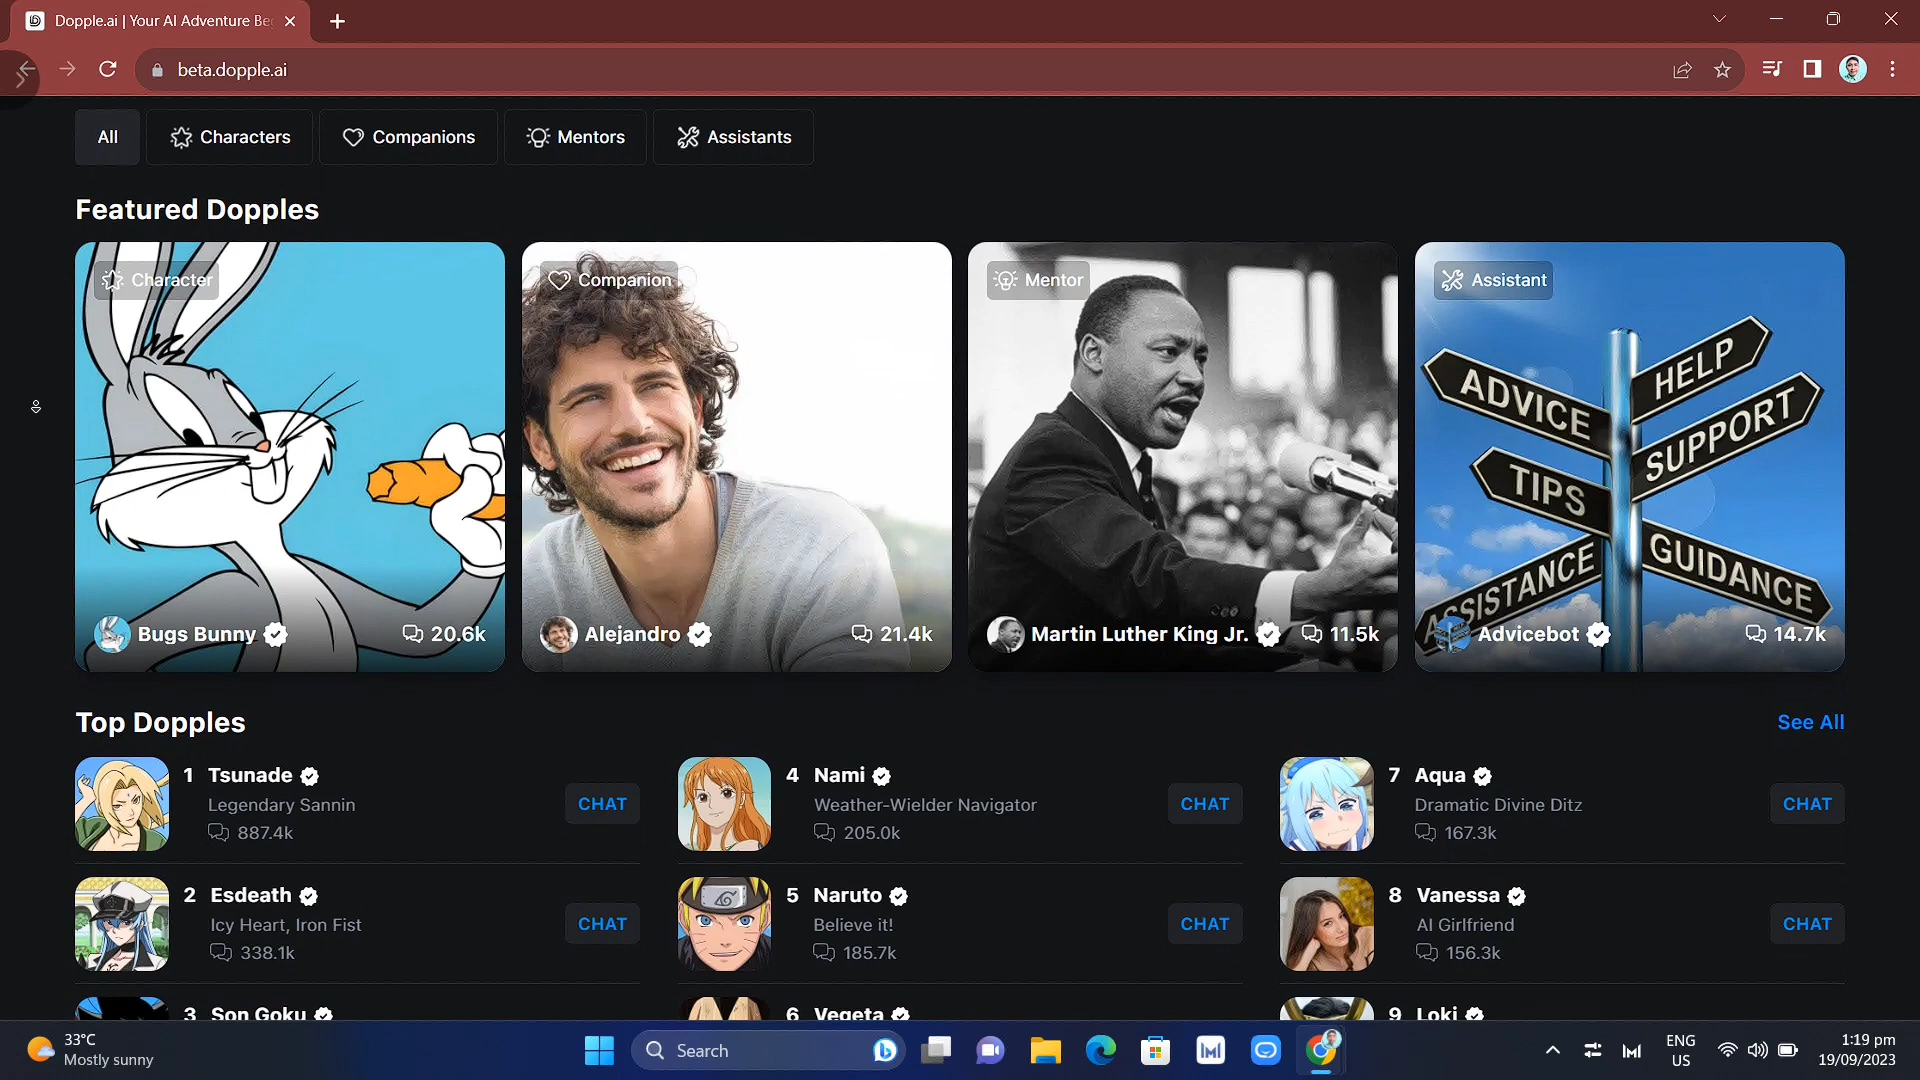 Dopple.ai | Your AI Adventure Be
beta.dopple.ai
All
Characters
Companions
Mentors
Assistants
Featured Dopples
Character
Bugs Bunny
20.6k
Companion
Alejandro
21.4k
Mentor
Martin Luther King Jr.
11.5k
Assistant
HELP
ADVICE
SUPPORT
TIPS
GUIDANCE
ASSISTANCE
Advicebot
14.7k
Top Dopples
See All
1 Tsunade
Legendary Sannin
887.4k
CHAT
4 Nami
Weather-Wielder Navigator
205.0k
CHAT
7 Aqua
Dramatic Divine Ditz
167.3k
CHAT
2 Esdeath
Icy Heart, Iron Fist
338.1k
CHAT
5 Naruto
Believe it!
185.7k
CHAT
8 Vanessa
AI Girlfriend
156.3k
CHAT
3 Son Goku
6 Vegeta
9 Loki
33°C
Mostly sunny
Search
ENG
US
1:19 pm
19/09/2023